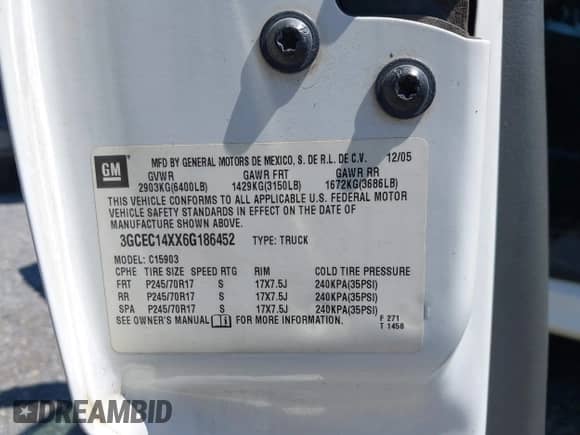 GM
MFD BY GENERAL MOTORS DE MEXICO, S. DE R.L. DE C.V. 12/05
GVWR GAWR FRT GAWR RR
2903KG(6400LB) 1429KG(3150LB) 1672KG(3686LB)
THIS VEHICLE CONFORMS TO ALL APPLICABLE U.S. FEDERAL MOTOR
VEHICLE SAFETY STANDARDS IN EFFECT ON THE DATE OF
MANUFACTURE SHOWN ABOVE.
3GCEC14XX6G186452 TYPE: TRUCK
MODEL: C15903
CPHE TIRE SIZE SPEED RTG RIM COLD TIRE PRESSURE
FRT P245/70R17 S 17X7.5J 240KPA(35PSI)
RR P245/70R17 S 17X7.5J 240KPA(35PSI)
SPA P245/70R17 S 17X7.5J 240KPA(35PSI)
SEE OWNER'S MANUAL FOR MORE INFORMATION.
F 271
T 1456
DREAMBID